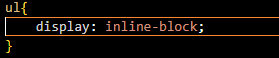 ul{
    display: inline-block;
}